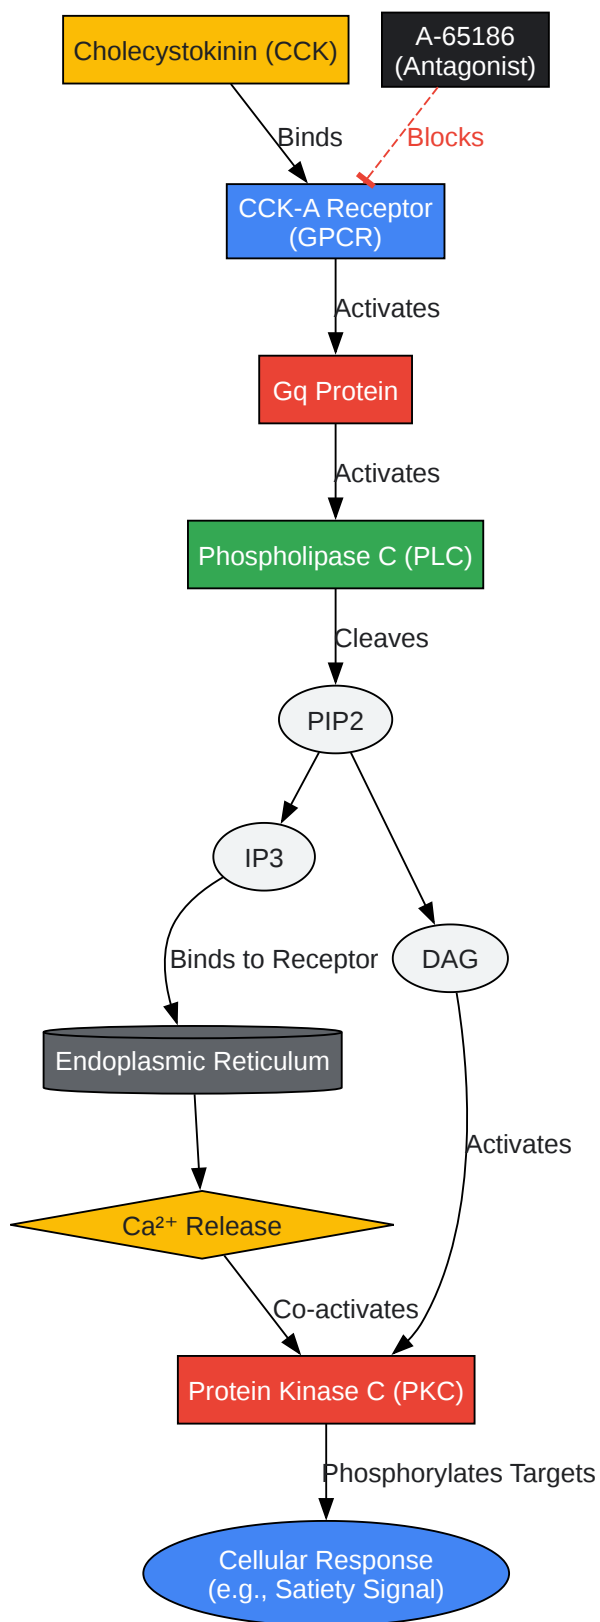 Cholecystokinin (CCK)
A-65186
(Antagonist)
Binds
Blocks
CCK-A Receptor
(GPCR)
Activates
Gq Protein
Activates
Phospholipase C (PLC)
Cleaves
PIP2
IP3
Binds to Receptor
DAG
Endoplasmic Reticulum
Activates
Ca²⁺ Release
Co-activates
Protein Kinase C (PKC)
Phosphorylates Targets
Cellular Response
(e.g., Satiety Signal)